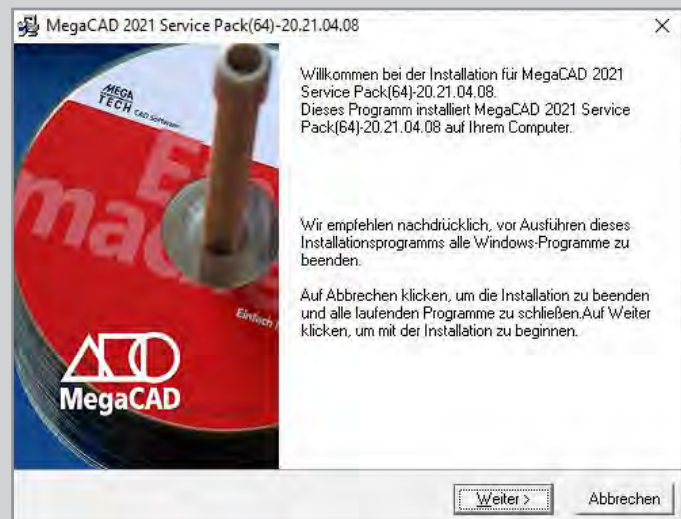 MegaCAD 2021 Service Pack(64)-20.21.04.08
MEGA
TECH CAD Software
Einfach
MegaCAD
Willkommen bei der Installation für MegaCAD 2021
Service Pack(64)-20.21.04.08.
Dieses Programm installiert MegaCAD 2021 Service
Pack(64)-20.21.04.08 auf Ihrem Computer.
Wir empfehlen nachdrücklich, vor Ausführen dieses
Installationsprogramms alle Windows-Programme zu
beenden.
Auf Abbrechen klicken, um die Installation zu beenden
und alle laufenden Programme zu schließen.Auf Weiter
klicken, um mit der Installation zu beginnen.
Weiter >
Abbrechen